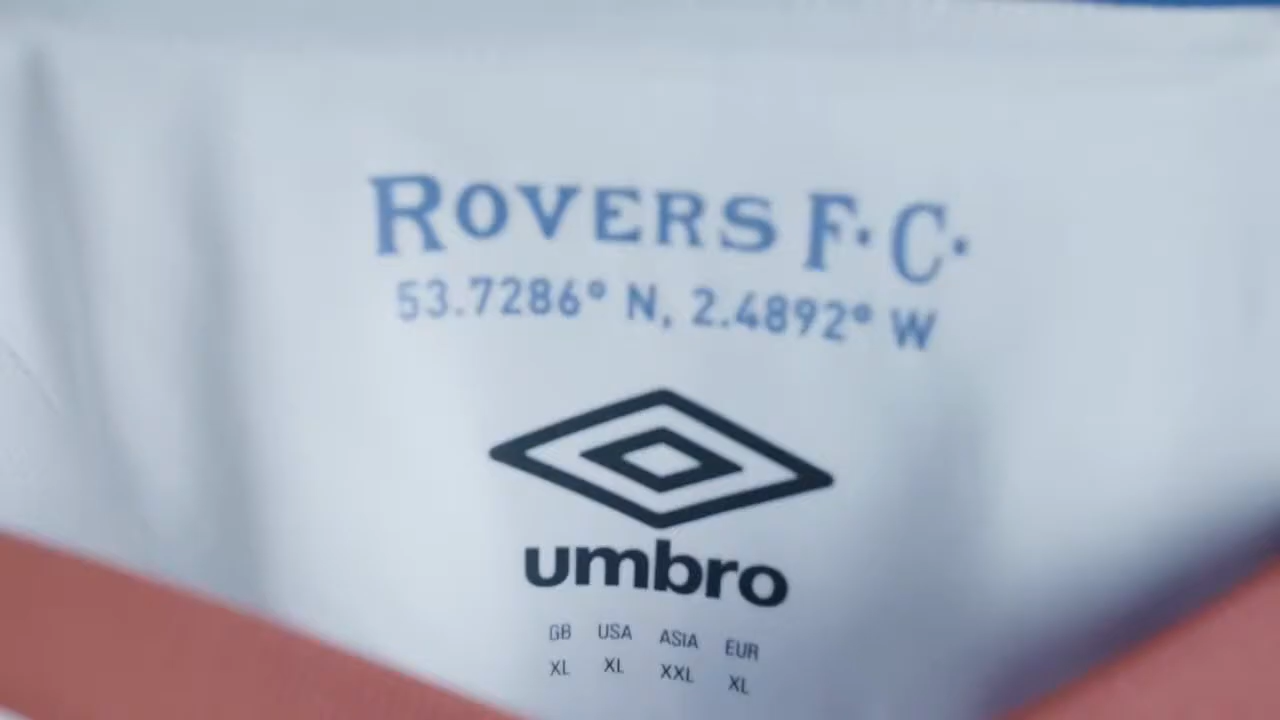 ROVERS F.C.
53.7286° N, 2.4892° W
umbro
GB USA ASIA EUR
XL XL XXL XL